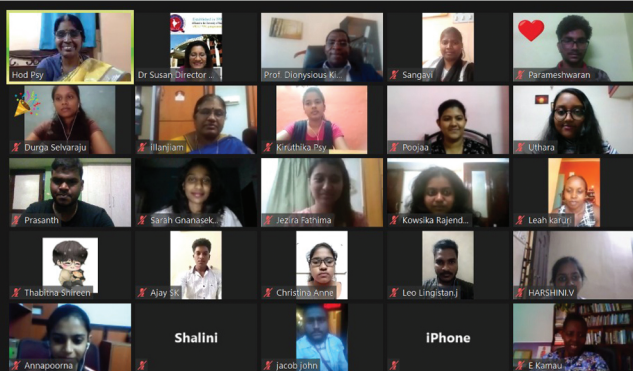 Hod Psy
Dr Susan Director ...
Prof. Dionysious Ki...
Sangavi
Parameshwaran
Durga Selvaraju
illanjiam
Kiruthika Psy
Poojaa
Uthara
Prasanth
Sarah Gnanasek...
Jezira Fathima
Kowsika Rajend...
Leah karuri
Thabitha Shireen
Ajay SK
Christina Anne
Leo Lingistan.j
HARSHINI.V
Annapoorna
Shalini
jacob john
iPhone
E Kamau